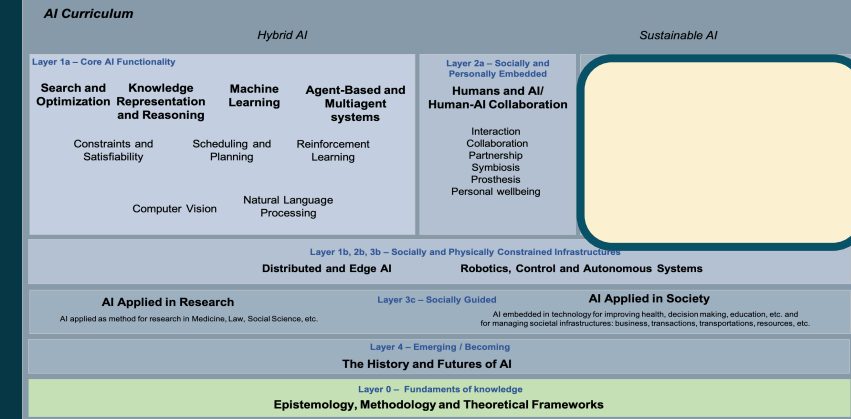 AI Curriculum
Hybrid AI
Sustainable AI
Layer 1a – Core AI Functionality
Search and
Optimization
Knowledge
Representation
and Reasoning
Machine
Learning
Agent-Based and
Multiagent
systems
Constraints and
Satisfiability
Scheduling and
Planning
Reinforcement
Learning
Computer Vision
Natural Language
Processing
Layer 2a – Socially and
Personally Embedded
Humans and AI/
Human-AI Collaboration
Interaction
Collaboration
Partnership
Symbiosis
Prosthesis
Personal wellbeing
Layer 1b, 2b, 3b – Socially and Physically Constrained Infrastructures
Distributed and Edge AI
Robotics, Control and Autonomous Systems
AI Applied in Research
AI applied as method for research in Medicine, Law, Social Science, etc.
Layer 3c – Socially Guided
AI Applied in Society
AI embedded in technology for improving health, decision making, education, etc. and
for managing societal infrastructures: business, transactions, transportations, resources, etc.
Layer 4 – Emerging / Becoming
The History and Futures of AI
Layer 0 – Fundaments of knowledge
Epistemology, Methodology and Theoretical Frameworks